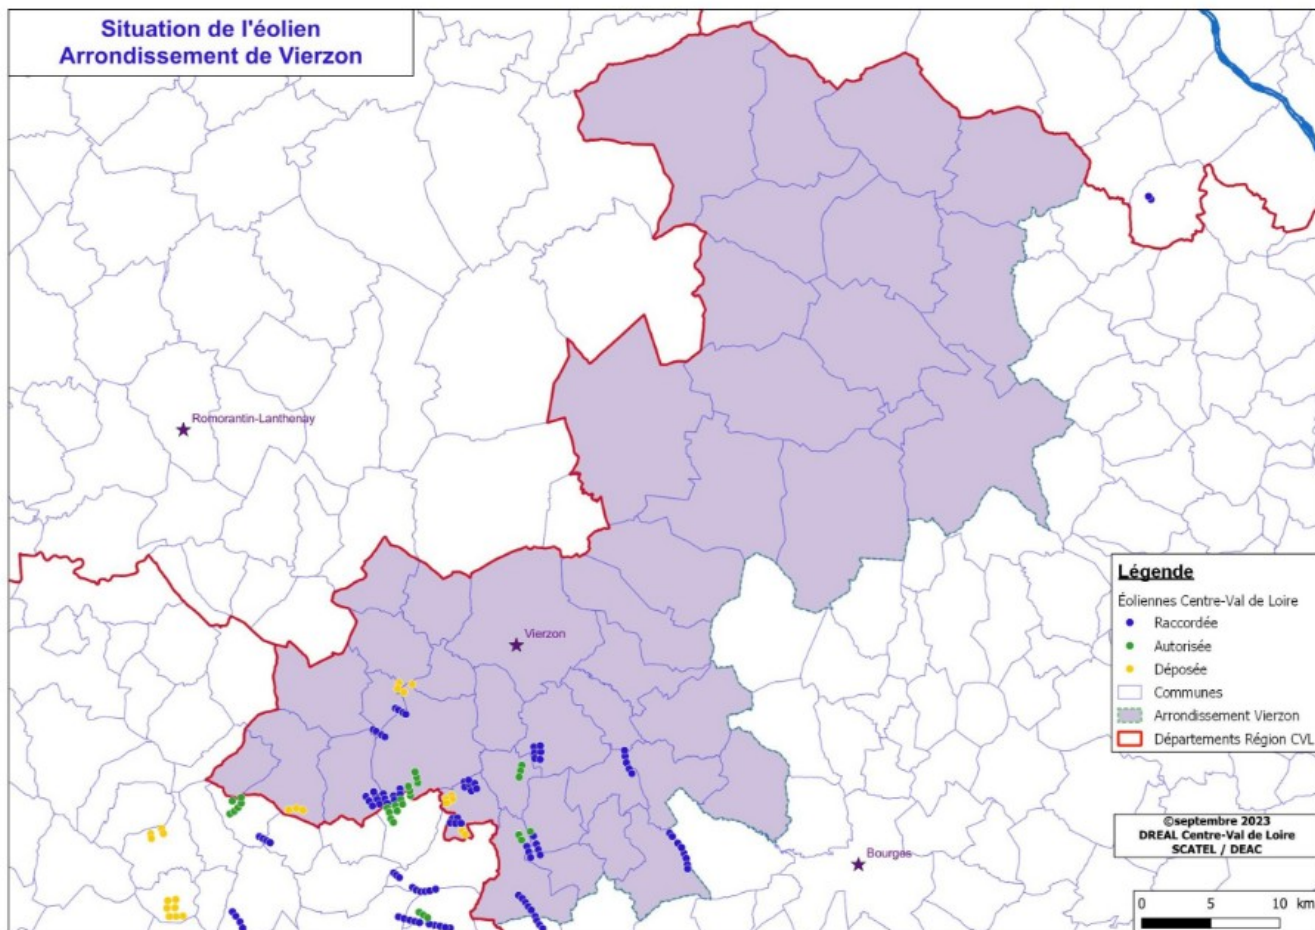 Situation de l'éolien
Arrondissement de Vierzon
Romorantin-Lanthenay
Vierzon
Bourges
Légende
Éoliennes Centre-Val de Loire
Raccordée
Autorisée
Déposée
Communes
Arrondissement Vierzon
Départements Région CVL
©septembre 2023
DREAL Centre-Val de Loire
SCATEL / DEAC
0 5 10 km